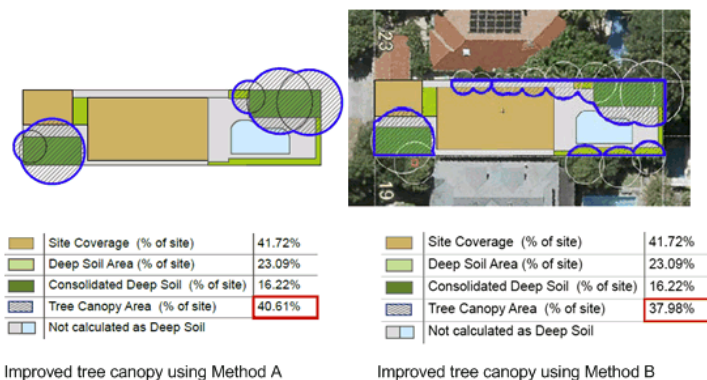 23
19
Site Coverage (% of site) 41.72%
Deep Soil Area (% of site) 23.09%
Consolidated Deep Soil (% of site) 16.22%
Tree Canopy Area (% of site) 40.61%
Not calculated as Deep Soil
Improved tree canopy using Method A
Site Coverage (% of site) 41.72%
Deep Soil Area (% of site) 23.09%
Consolidated Deep Soil (% of site) 16.22%
Tree Canopy Area (% of site) 37.98%
Not calculated as Deep Soil
Improved tree canopy using Method B